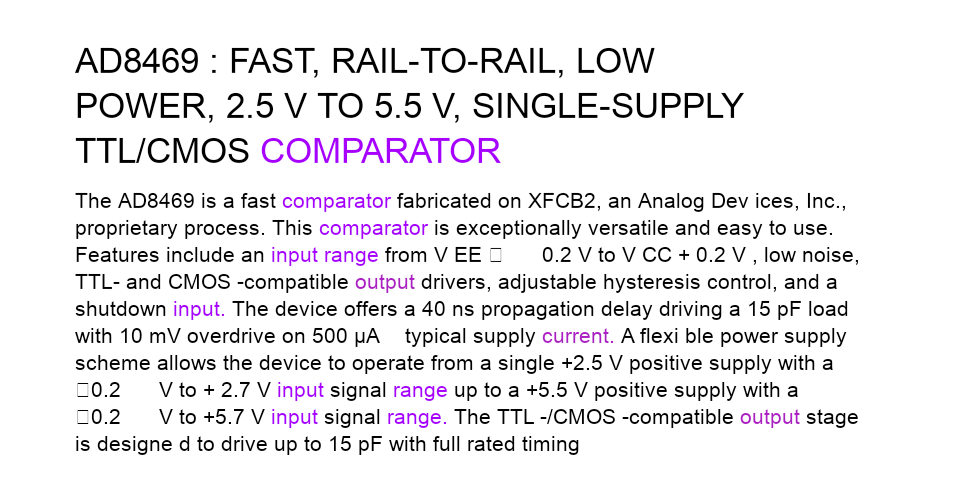 AD8469 : FAST, RAIL-TO-RAIL, LOW
POWER, 2.5 V TO 5.5 V, SINGLE-SUPPLY
TTL/CMOS COMPARATOR
The AD8469 is a fast comparator fabricated on XFCB2, an Analog Dev ices, Inc.,
proprietary process. This comparator is exceptionally versatile and easy to use.
Features include an input range from V EE □ 0.2 V to V CC + 0.2 V , low noise,
TTL- and CMOS -compatible output drivers, adjustable hysteresis control, and a
shutdown input. The device offers a 40 ns propagation delay driving a 15 pF load
with 10 mV overdrive on 500 μA typical supply current. A flexi ble power supply
scheme allows the device to operate from a single +2.5 V positive supply with a
□0.2 V to + 2.7 V input signal range up to a +5.5 V positive supply with a
□0.2 V to +5.7 V input signal range. The TTL -/CMOS -compatible output stage
is designe d to drive up to 15 pF with full rated timing